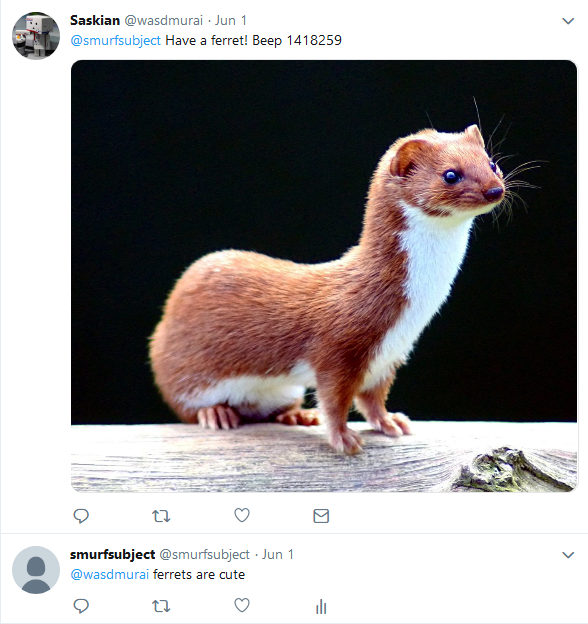 Saskian @wasdmurai · Jun 1
@smurfsubject Have a ferret! Beep 1418259
smurfsubject @smurfsubject · Jun 1
@wasdmurai ferrets are cute